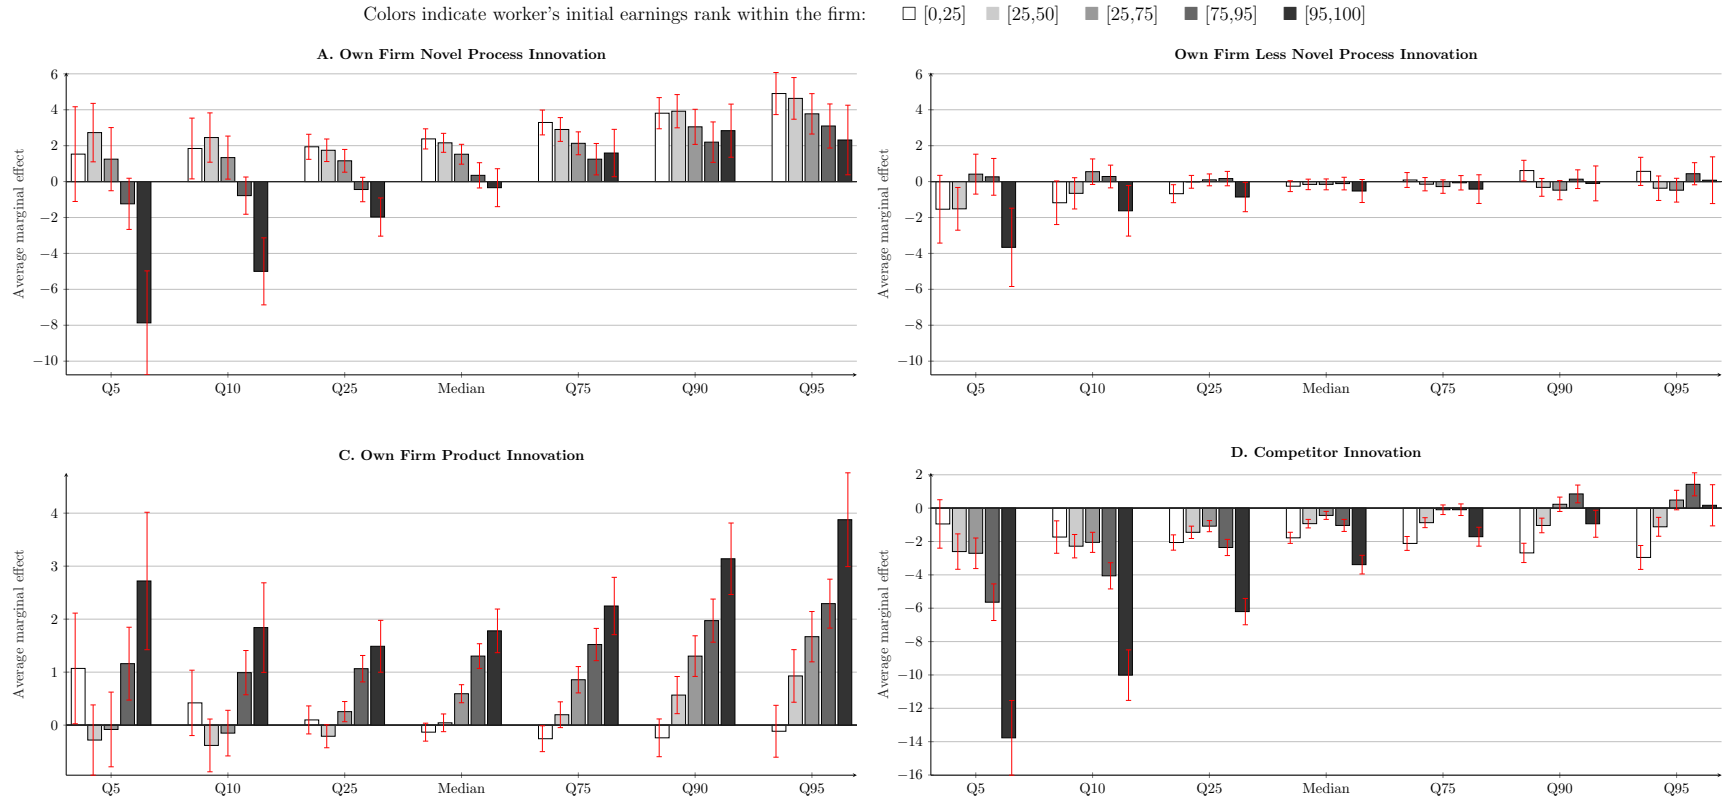 Colors indicate worker's initial earnings rank within the firm: [0,25] [25,50] [25,75] [75,95] [95,100]
A. Own Firm Novel Process Innovation
Average marginal effect
6
4
2
0
−2
−4
−6
−8
−10
Q5 Q10 Q25 Median Q75 Q90 Q95
Own Firm Less Novel Process Innovation
Average marginal effect
6
4
2
0
−2
−4
−6
−8
−10
Q5 Q10 Q25 Median Q75 Q90 Q95
C. Own Firm Product Innovation
Average marginal effect
4
3
2
1
0
Q5 Q10 Q25 Median Q75 Q90 Q95
D. Competitor Innovation
Average marginal effect
2
0
−2
−4
−6
−8
−10
−12
−14
−16
Q5 Q10 Q25 Median Q75 Q90 Q95